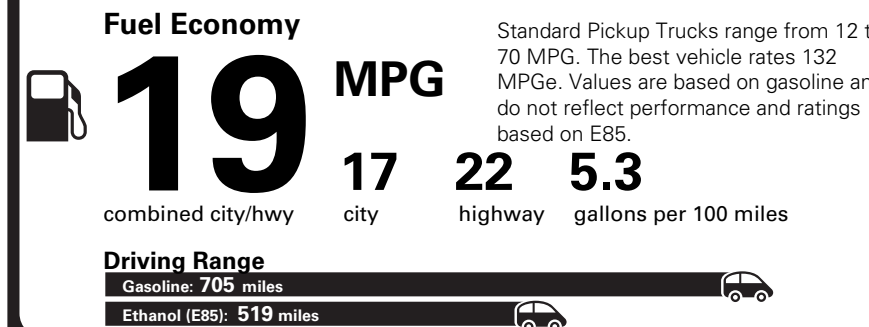 Fuel Economy
19 MPG
Standard Pickup Trucks range from 12 t
70 MPG. The best vehicle rates 132
MPGe. Values are based on gasoline an
do not reflect performance and ratings
based on E85.
17 22 5.3
combined city/hwy city highway gallons per 100 miles
Driving Range
Gasoline: 705 miles
Ethanol (E85): 519 miles